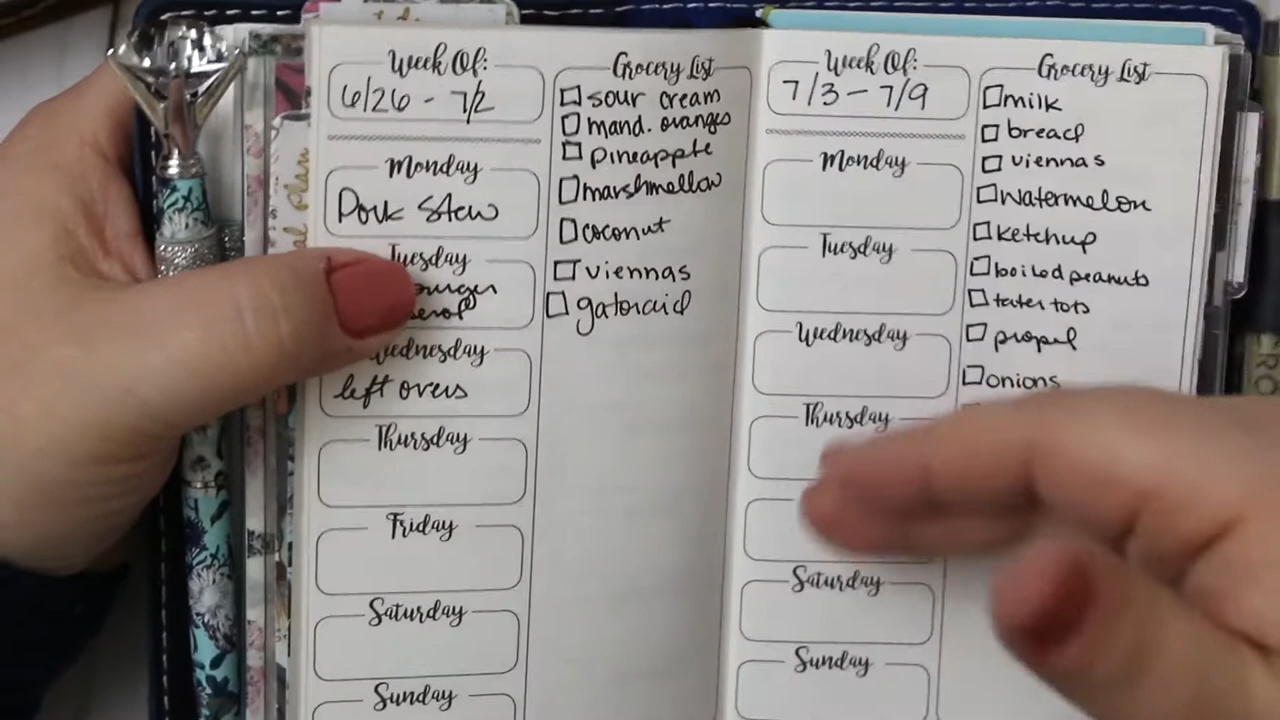 Week Of:
6/26 - 7/2
Monday
Pork Stew
Tuesday
Wednesday
left overs
Thursday
Friday
Saturday
Sunday
Grocery List
sour cream
mand. oranges
pineapple
marshmellow
coconut
viennas
gatoraid
Week Of:
7/3 - 7/9
Monday
Tuesday
Wednesday
Thursday
Saturday
Sunday
Grocery List
milk
bread
viennas
watermelon
ketchup
boiled peanuts
tater tots
propel
onions